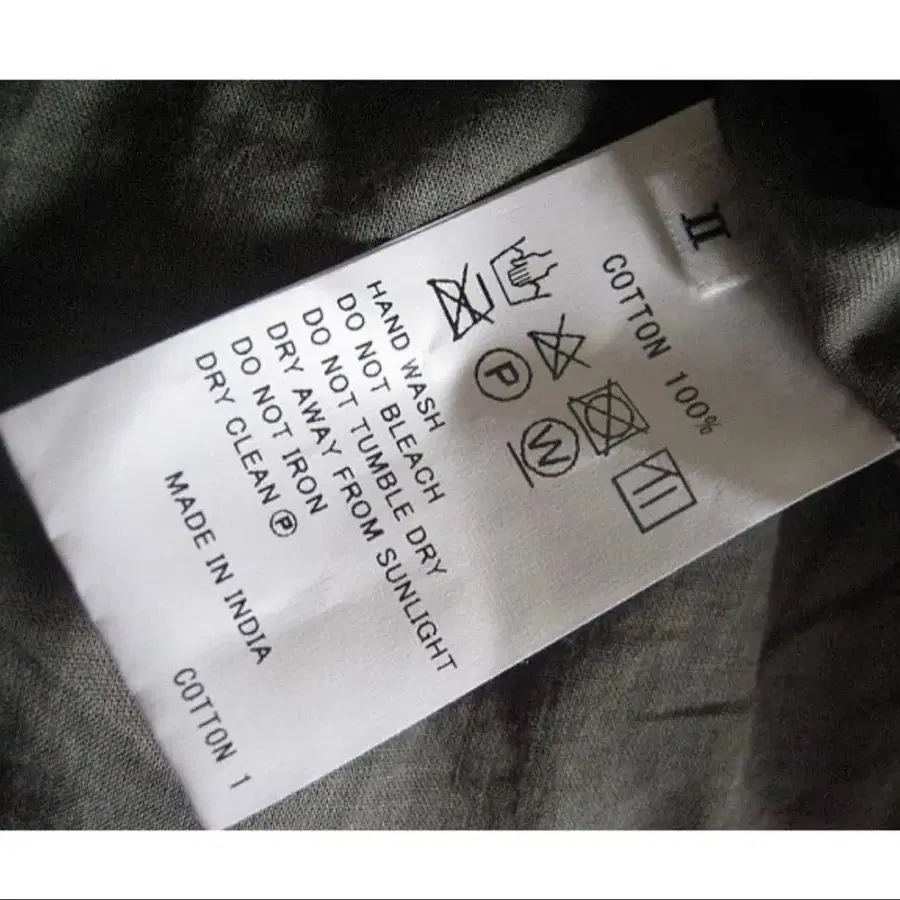 II
COTTON 100%
P
W
HAND WASH
DO NOT BLEACH
DO NOT TUMBLE DRY
DRY AWAY FROM SUNLIGHT
DO NOT IRON
DRY CLEAN Ⓟ
MADE IN INDIA
COTTON 1